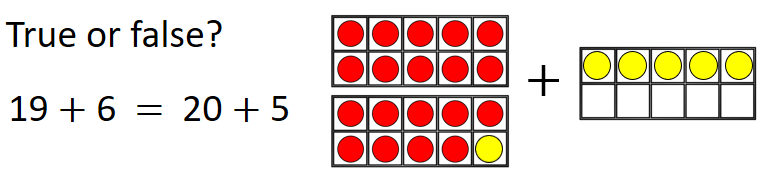 True or false?
19 + 6 = 20 + 5
+